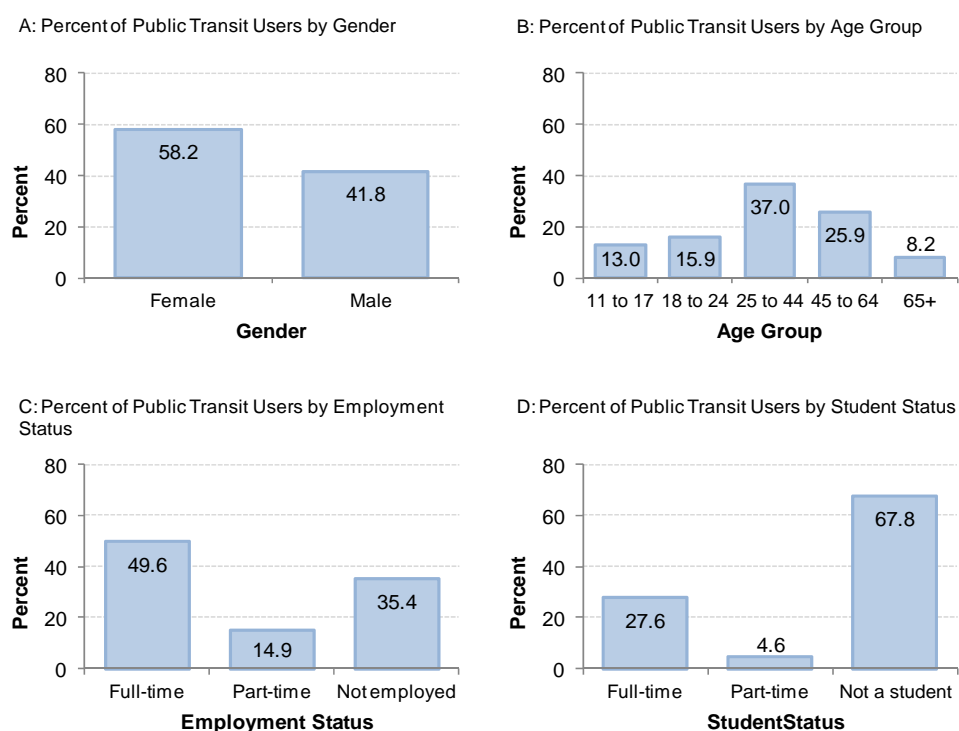 A: Percent of Public Transit Users by Gender
80
60
40
20
0
Percent
58.2
41.8
Female Male
Gender
B: Percent of Public Transit Users by Age Group
80
60
40
20
0
Percent
13.0 15.9 37.0 25.9 8.2
11 to 17 18 to 24 25 to 44 45 to 64 65+
Age Group
C: Percent of Public Transit Users by Employment
Status
80
60
40
20
0
Percent
49.6 14.9 35.4
Full-time Part-time Not employed
Employment Status
D: Percent of Public Transit Users by Student Status
80
60
40
20
0
Percent
27.6 4.6 67.8
Full-time Part-time Not a student
StudentStatus